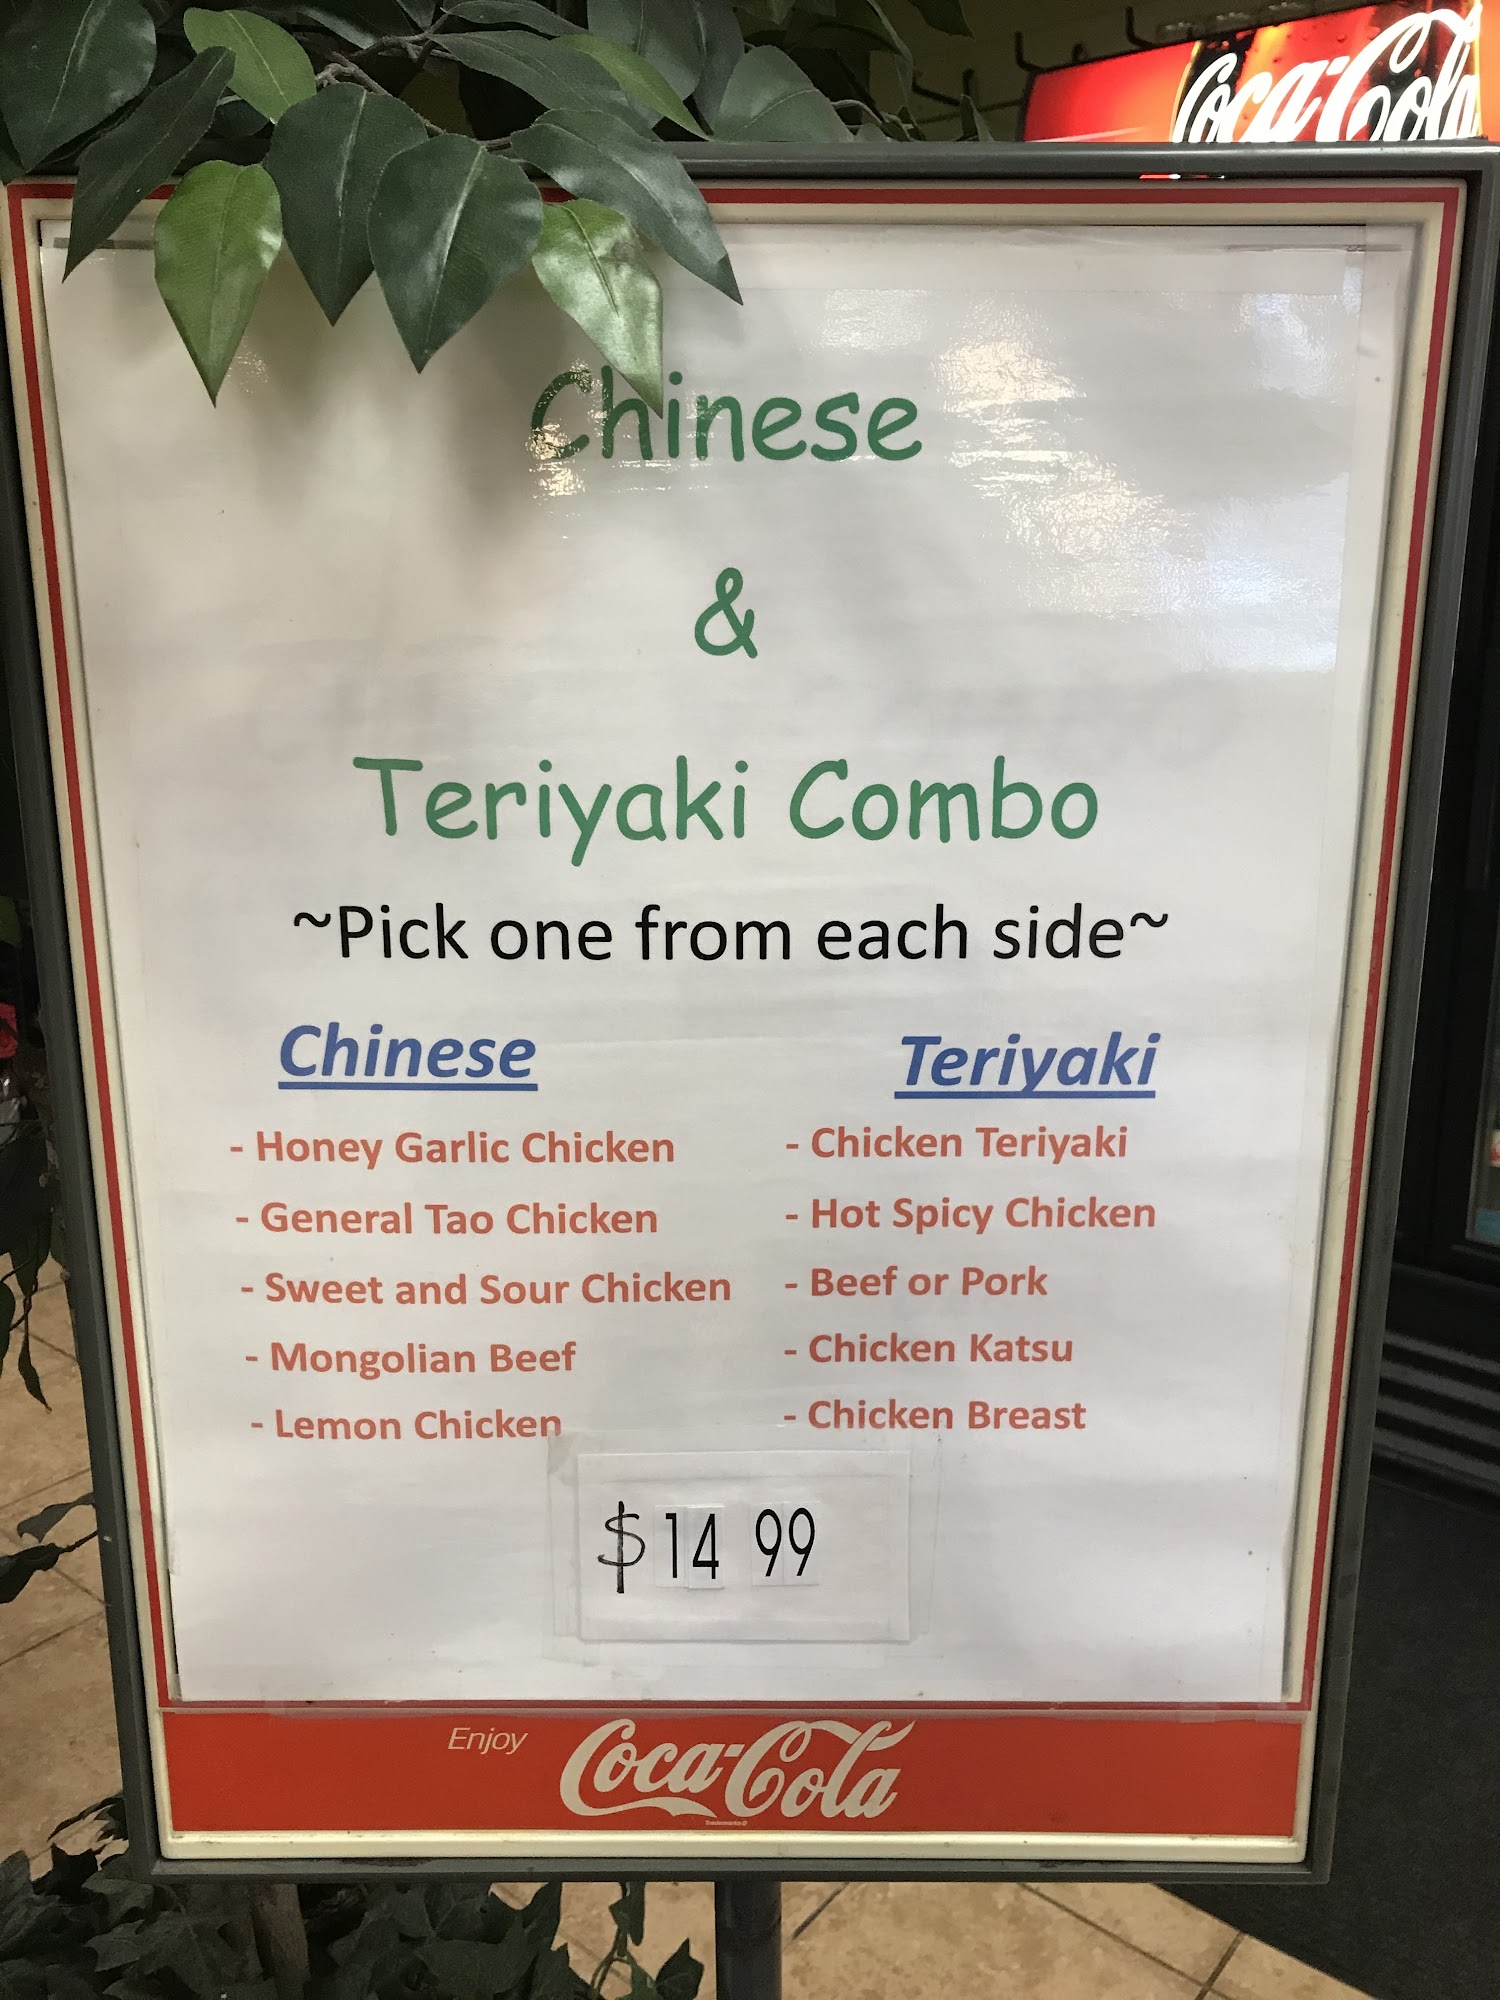 Coca-Cola
Chinese
&
Teriyaki Combo
~Pick one from each side~
Chinese
- Honey Garlic Chicken
- General Tao Chicken
- Sweet and Sour Chicken
- Mongolian Beef
- Lemon Chicken
Teriyaki
- Chicken Teriyaki
- Hot Spicy Chicken
- Beef or Pork
- Chicken Katsu
- Chicken Breast
$14 99
Enjoy Coca-Cola